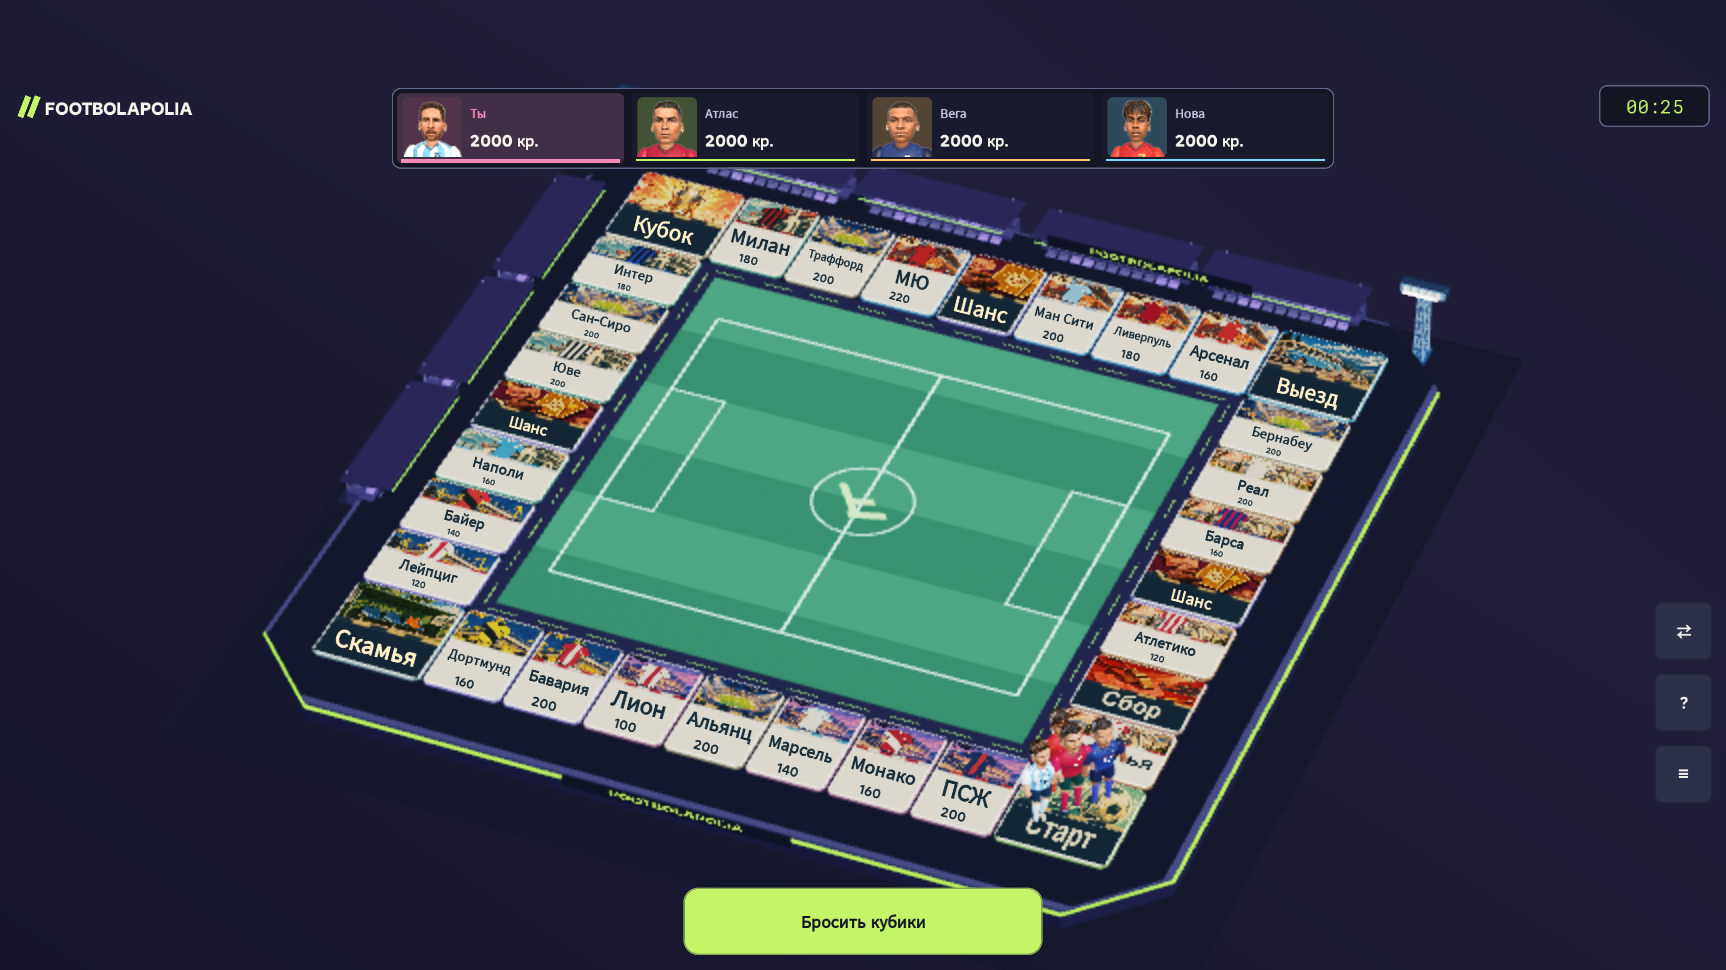 FOOTBOLAPOLIA
Ты
2000 кр.
Атлас
2000 кр.
Вега
2000 кр.
Нова
2000 кр.
00:25
FOOTBOLAPOLIA
Кубок
Милан
180
Траффорд
200
МЮ
220
Шанс
Ман Сити
200
Ливерпуль
180
Арсенал
160
Выезд
Интер
180
Сан-Сиро
200
Юве
200
Шанс
Наполи
160
Байер
140
Лейпциг
120
Скамья
Бернабеу
200
Реал
200
Барса
160
Шанс
Атлетико
120
Сбор
Дортмунд
160
Бавария
200
Лион
100
Альянц
200
Марсель
140
Монако
160
ПСЖ
200
Старт
FOOTBOLAPOLIA
?
Бросить кубики